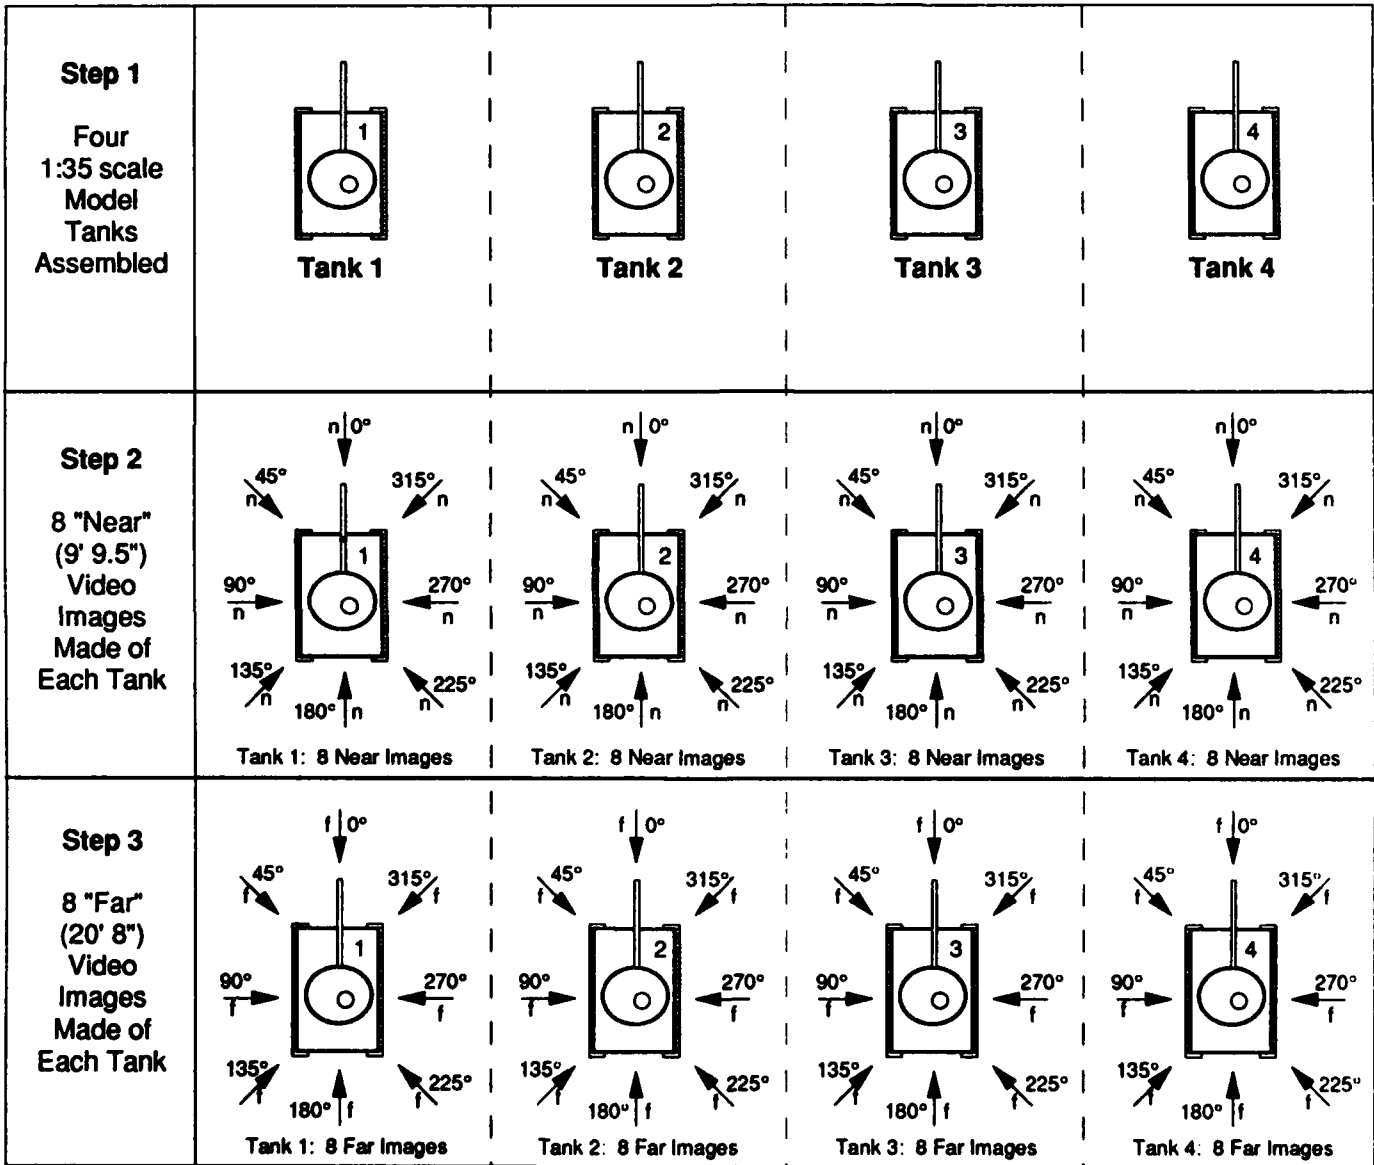 Step 1
Four
1:35 scale
Model
Tanks
Assembled
1
Tank 1
2
Tank 2
3
Tank 3
4
Tank 4
Step 2
8 "Near"
(9' 9.5")
Video
Images
Made of
Each Tank
n 0°
45° n
315° n
1
90° n
270° n
135° n
225° n
180° n
Tank 1: 8 Near Images
n 0°
45° n
315° n
2
90° n
270° n
135° n
225° n
180° n
Tank 2: 8 Near Images
n 0°
45° n
315° n
3
90° n
270° n
135° n
225° n
180° n
Tank 3: 8 Near Images
n 0°
45° n
315° n
4
90° n
270° n
135° n
225° n
180° n
Tank 4: 8 Near Images
Step 3
8 "Far"
(20' 8")
Video
Images
Made of
Each Tank
f 0°
45° f
315° f
1
90° f
270° f
135° f
225° f
180° f
Tank 1: 8 Far Images
f 0°
45° f
315° f
2
90° f
270° f
135° f
225° f
180° f
Tank 2: 8 Far Images
f 0°
45° f
315° f
3
90° f
270° f
135° f
225° f
180° f
Tank 3: 8 Far Images
f 0°
45° f
315° f
4
90° f
270° f
135° f
225° f
180° f
Tank 4: 8 Far Images